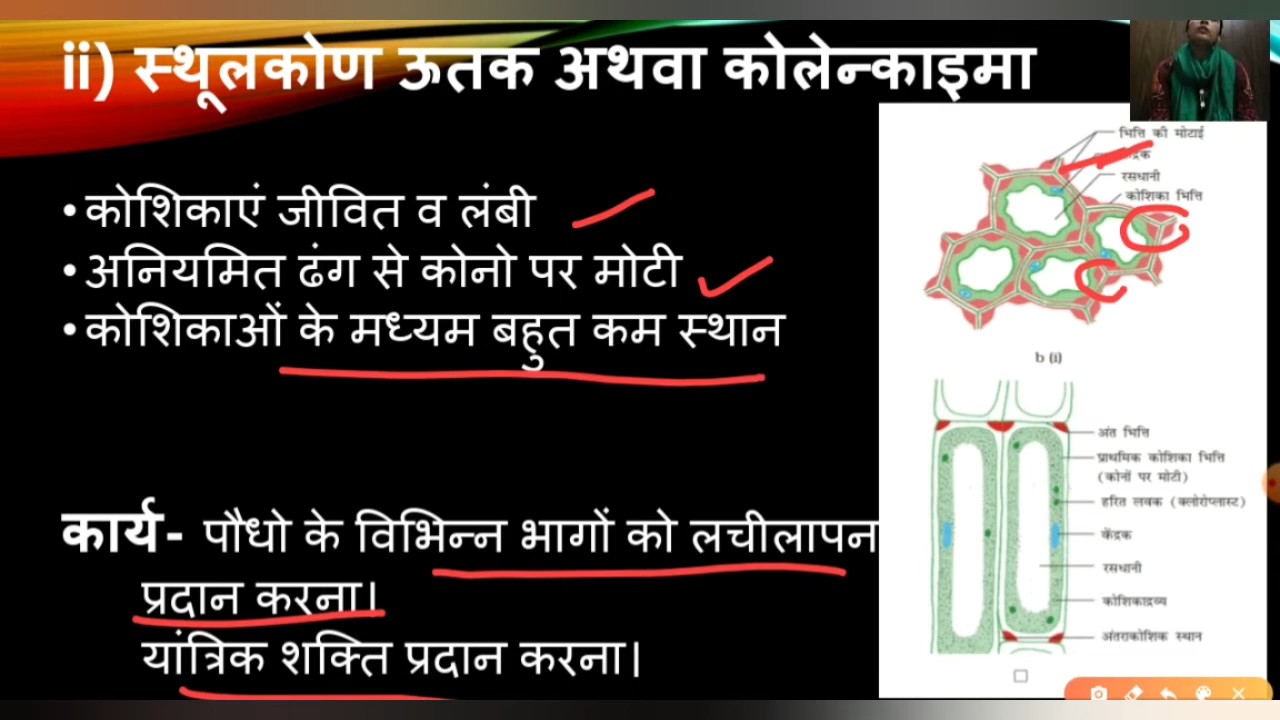 ii) स्थूलकोण ऊतक अथवा कोलेन्काइमा
• कोशिकाएं जीवित व लंबी
• अनियमित ढंग से कोनो पर मोटी
• कोशिकाओं के मध्यम बहुत कम स्थान
कार्य- पौधो के विभिन्न भागों को लचीलापन
प्रदान करना।
यांत्रिक शक्ति प्रदान करना।
भित्ति की मोटाई
रसधानी
कोशिका भित्ति
b (i)
अंत भित्ति
प्राथमिक कोशिका भित्ति
(कोनों पर मोटी)
हरित लवक (क्लोरोप्लास्ट)
केंद्रक
रसधानी
कोशिकाद्रव्य
अंतराकोशिक स्थान